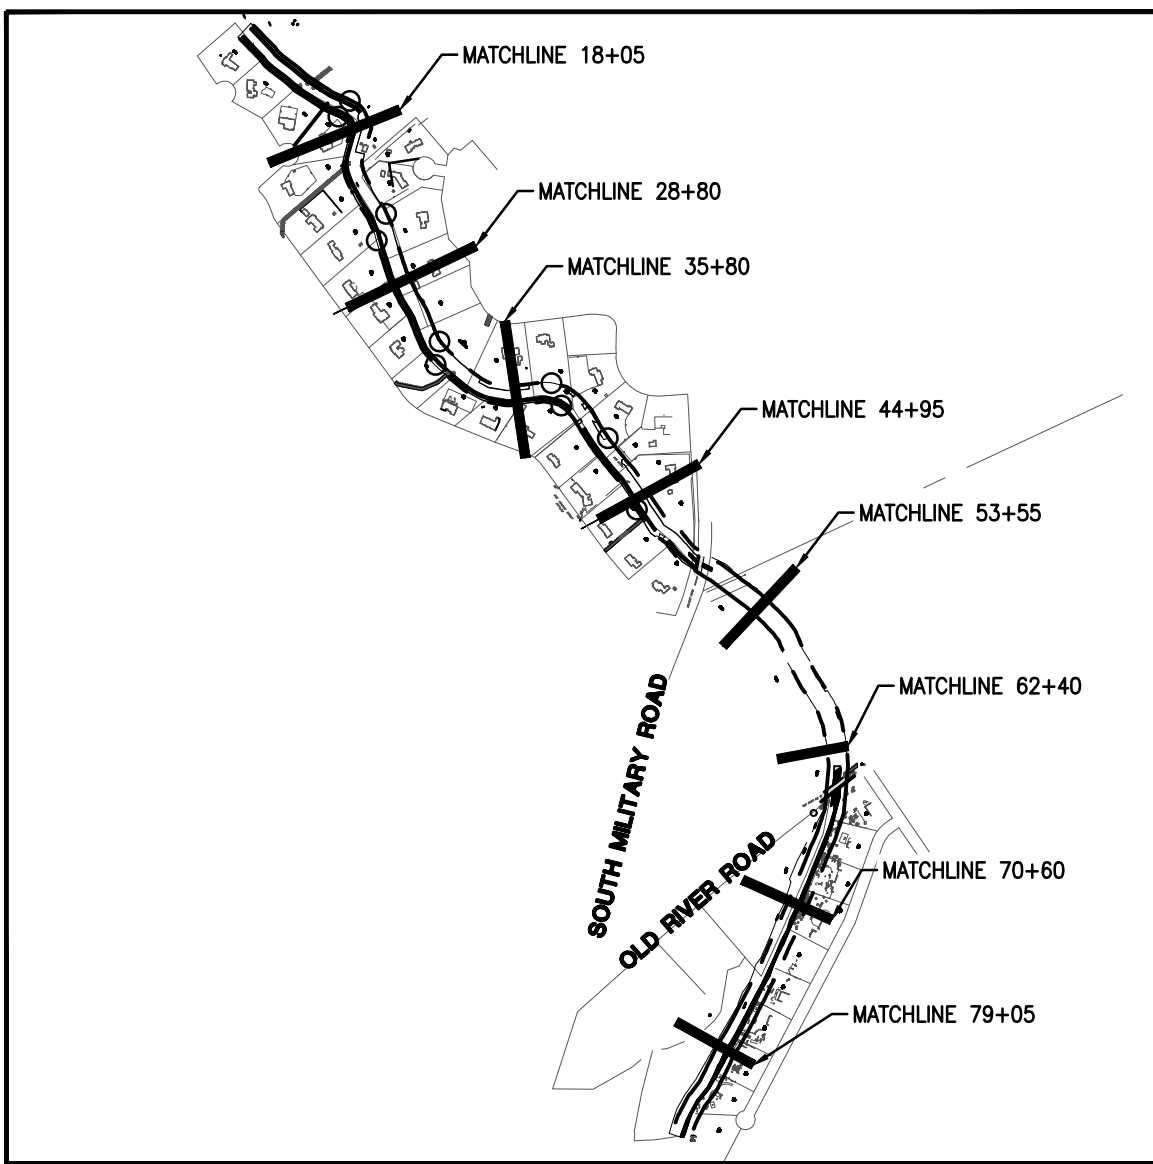 MATCHLINE 18+05
MATCHLINE 28+80
MATCHLINE 35+80
MATCHLINE 44+95
MATCHLINE 53+55
MATCHLINE 62+40
SOUTH MILITARY ROAD
OLD RIVER ROAD
MATCHLINE 70+60
MATCHLINE 79+05